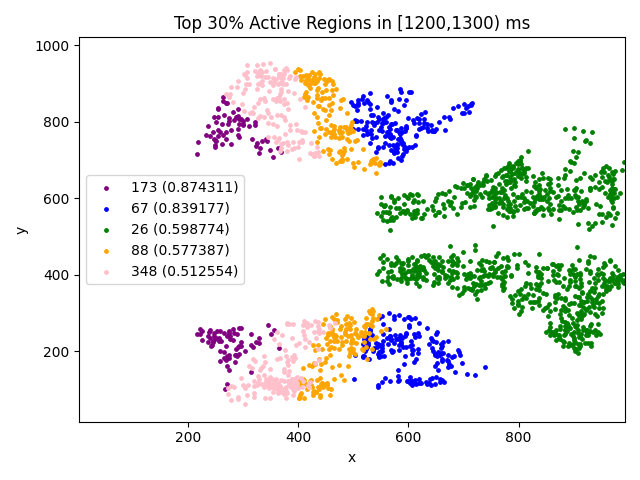 Top 30% Active Regions in [1200,1300) ms
1000
800
600
400
200
y
173 (0.874311)
67 (0.839177)
26 (0.598774)
88 (0.577387)
348 (0.512554)
200 400 600 800
x